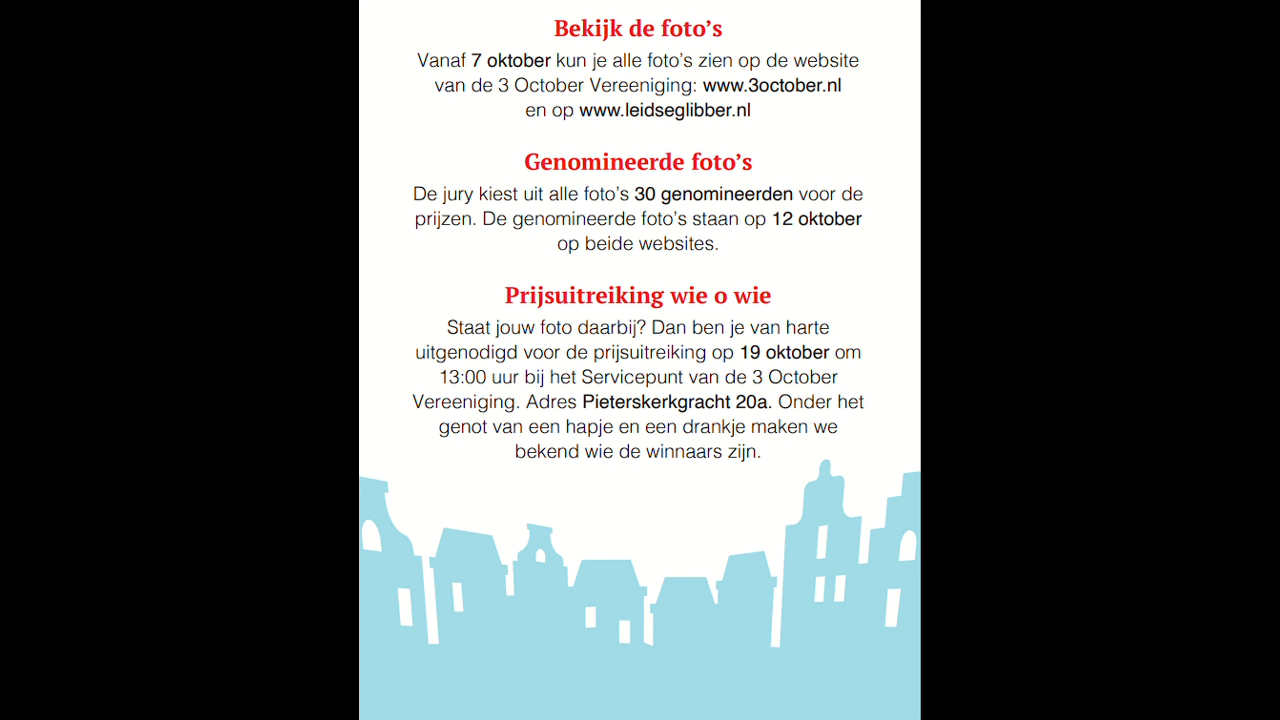 Bekijk de foto's
Vanaf 7 oktober kun je alle foto's zien op de website
van de 3 October Vereeniging: www.3october.nl
en op www.leidseglibber.nl
Genomineerde foto's
De jury kiest uit alle foto's 30 genomineerden voor de
prijzen. De genomineerde foto's staan op 12 oktober
op beide websites.
Prijsuitreiking wie o wie
Staat jouw foto daarbij? Dan ben je van harte
uitgenodigd voor de prijsuitreiking op 19 oktober om
13:00 uur bij het Servicepunt van de 3 October
Vereeniging. Adres Pieterskerkgracht 20a. Onder het
genot van een hapje en een drankje maken we
bekend wie de winnaars zijn.